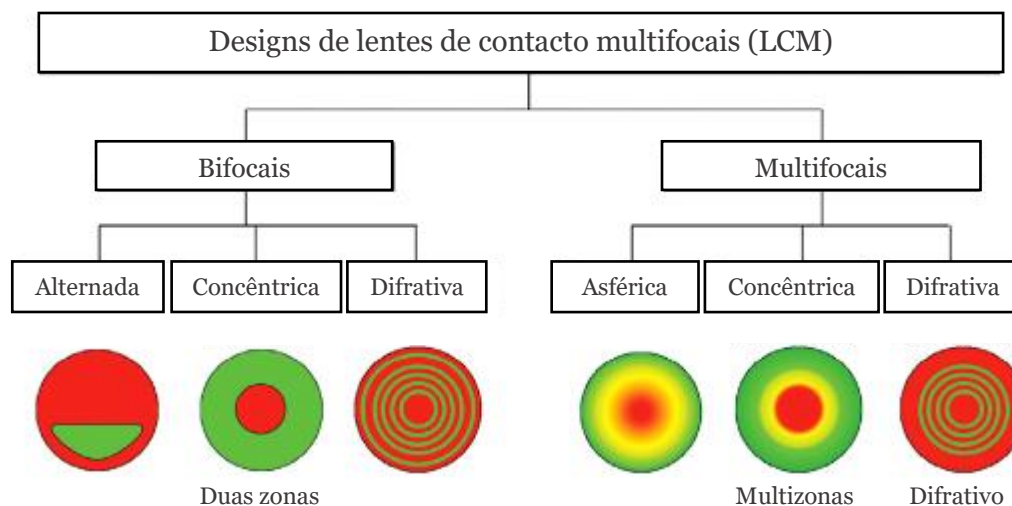 Designs de lentes de contacto multifocais (LCM)
Bifocais
Multifocais
Alternada
Concêntrica
Difrativa
Asférica
Concêntrica
Difrativa
Duas zonas
Multizonas
Difrativo